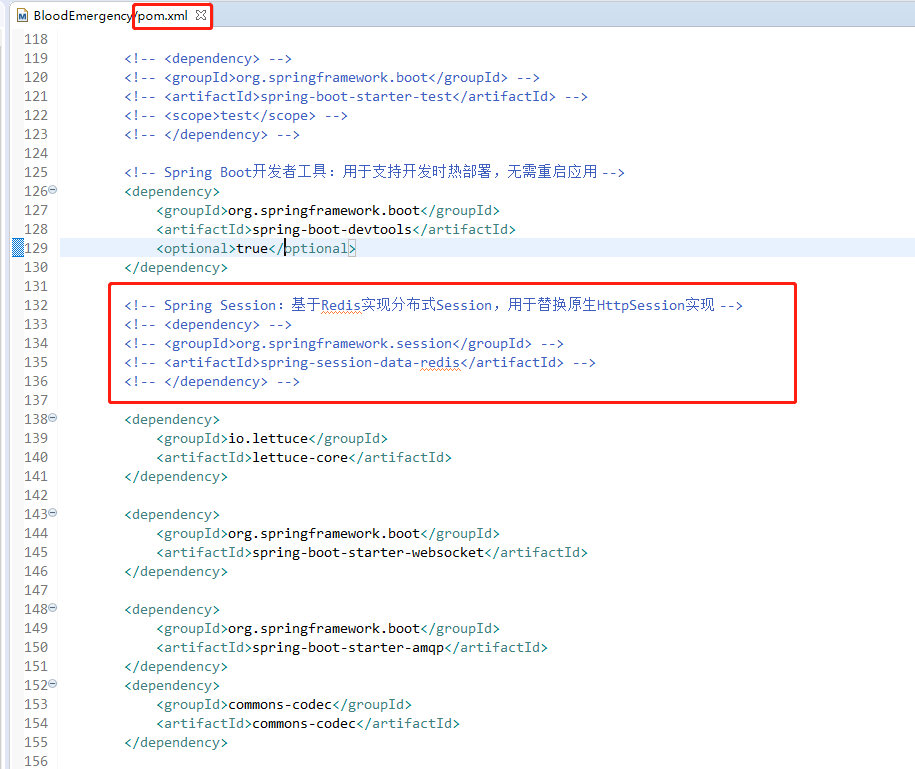 BloodEmergency/pom.xml
118
119 <!-- <dependency> -->
120 <!-- <groupId>org.springframework.boot</groupId> -->
121 <!-- <artifactId>spring-boot-starter-test</artifactId> -->
122 <!-- <scope>test</scope> -->
123 <!-- </dependency> -->
124
125 <!-- Spring Boot开发者工具：用于支持开发时热部署，无需重启应用 -->
126 <dependency>
127 <groupId>org.springframework.boot</groupId>
128 <artifactId>spring-boot-devtools</artifactId>
129 <optional>true</optional>
130 </dependency>
131
132 <!-- Spring Session：基于Redis实现分布式Session，用于替换原生HttpSession实现 -->
133 <!-- <dependency> -->
134 <!-- <groupId>org.springframework.session</groupId> -->
135 <!-- <artifactId>spring-session-data-redis</artifactId> -->
136 <!-- </dependency> -->
137
138 <dependency>
139 <groupId>io.lettuce</groupId>
140 <artifactId>lettuce-core</artifactId>
141 </dependency>
142
143 <dependency>
144 <groupId>org.springframework.boot</groupId>
145 <artifactId>spring-boot-starter-websocket</artifactId>
146 </dependency>
147
148 <dependency>
149 <groupId>org.springframework.boot</groupId>
150 <artifactId>spring-boot-starter-amqp</artifactId>
151 </dependency>
152 <dependency>
153 <groupId>commons-codec</groupId>
154 <artifactId>commons-codec</artifactId>
155 </dependency>
156